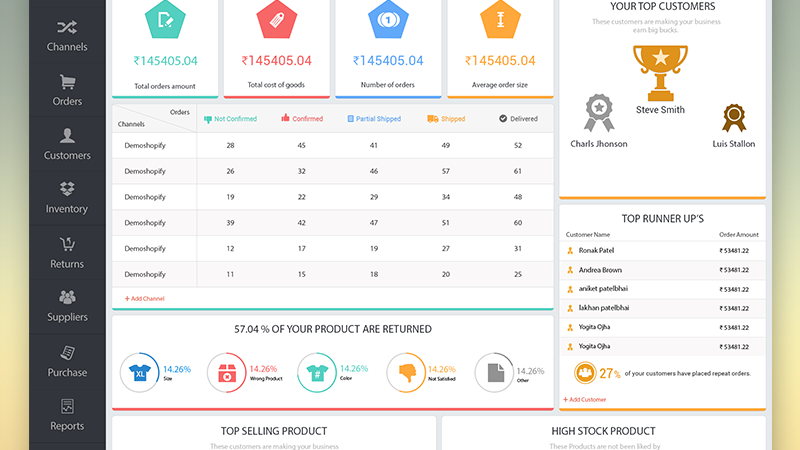 Channels
Orders
Customers
Inventory
Returns
Suppliers
Purchase
Reports
₹145405.04
Total orders amount
₹145405.04
Total cost of goods
1
₹145405.04
Number of orders
₹145405.04
Average order size
Orders
Channels
Not Confirmed
Confirmed
Partial Shipped
Shipped
Delivered
Demoshopify 28 45 41 49 52
Demoshopify 26 32 46 57 61
Demoshopify 19 22 29 34 48
Demoshopify 39 42 47 51 60
Demoshopify 12 17 19 27 31
Demoshopify 11 15 18 20 25
+ Add Channel
57.04 % OF YOUR PRODUCT ARE RETURNED
XL
14.26%
Size
14.26%
Wrong Product
#
14.26%
Color
14.26%
Not Satisfied
14.26%
Other
YOUR TOP CUSTOMERS
These customers are making your business
earn big bucks.
Steve Smith
Charls Jhonson
Luis Stallon
TOP RUNNER UP'S
Customer Name Order Amount
Ronak Patel ₹ 53481.22
Andrea Brown ₹ 53481.22
aniket patelbhai ₹ 53481.22
lakhan patelbhai ₹ 53481.22
Yogita Ojha ₹ 53481.22
Yogita Ojha ₹ 53481.22
27% of your customers have placed repeat orders.
+ Add Customer
TOP SELLING PRODUCT
These customers are making your business
HIGH STOCK PRODUCT
These Products are not been liked by